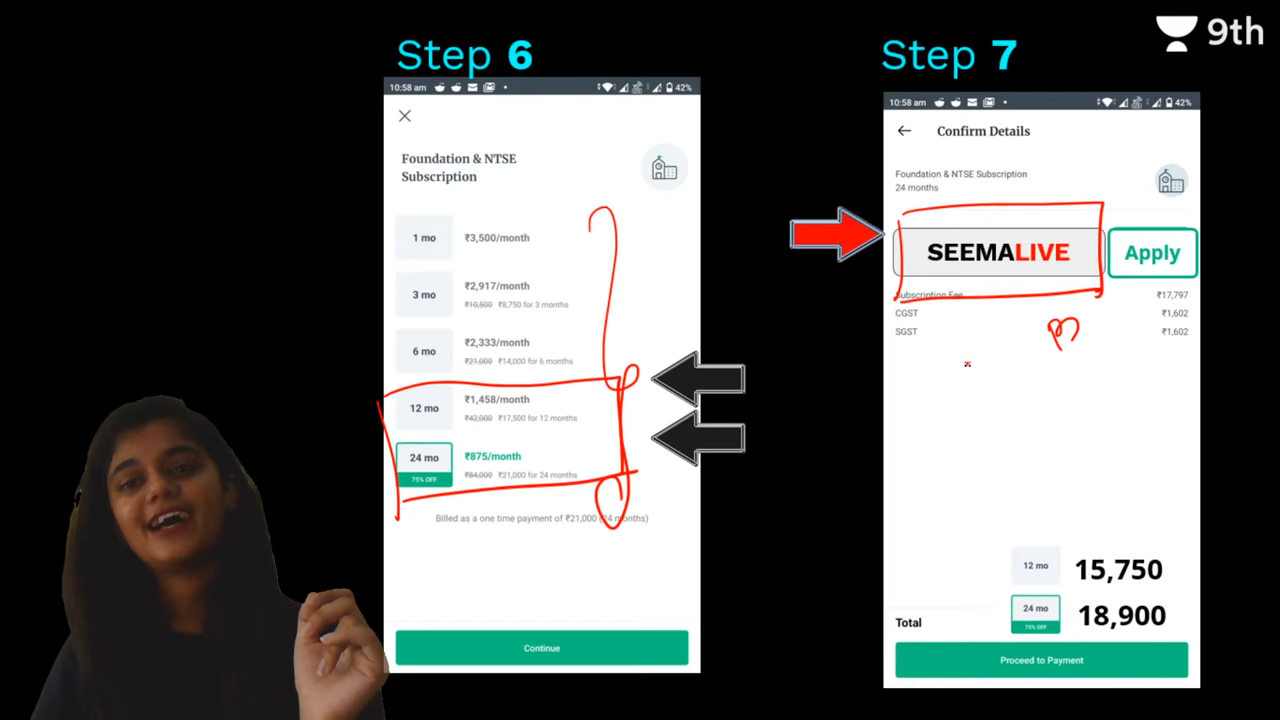 Step 6
10:58 am
42%
Foundation & NTSE
Subscription
1 mo
₹3,500/month
3 mo
₹2,917/month
₹10,500 ₹8,750 for 3 months
6 mo
₹2,333/month
₹21,000 ₹14,000 for 6 months
12 mo
₹1,458/month
₹42,000 ₹17,500 for 12 months
24 mo
75% OFF
₹875/month
₹84,000 ₹21,000 for 24 months
Billed as a one time payment of ₹21,000 (24 months)
Continue
Step 7
9th
10:58 am
42%
Confirm Details
Foundation & NTSE Subscription
24 months
SEEMALIVE
Apply
Subscription Fee ₹17,797
CGST ₹1,602
SGST ₹1,602
12 mo 15,750
24 mo 18,900
75% OFF
Total
Proceed to Payment